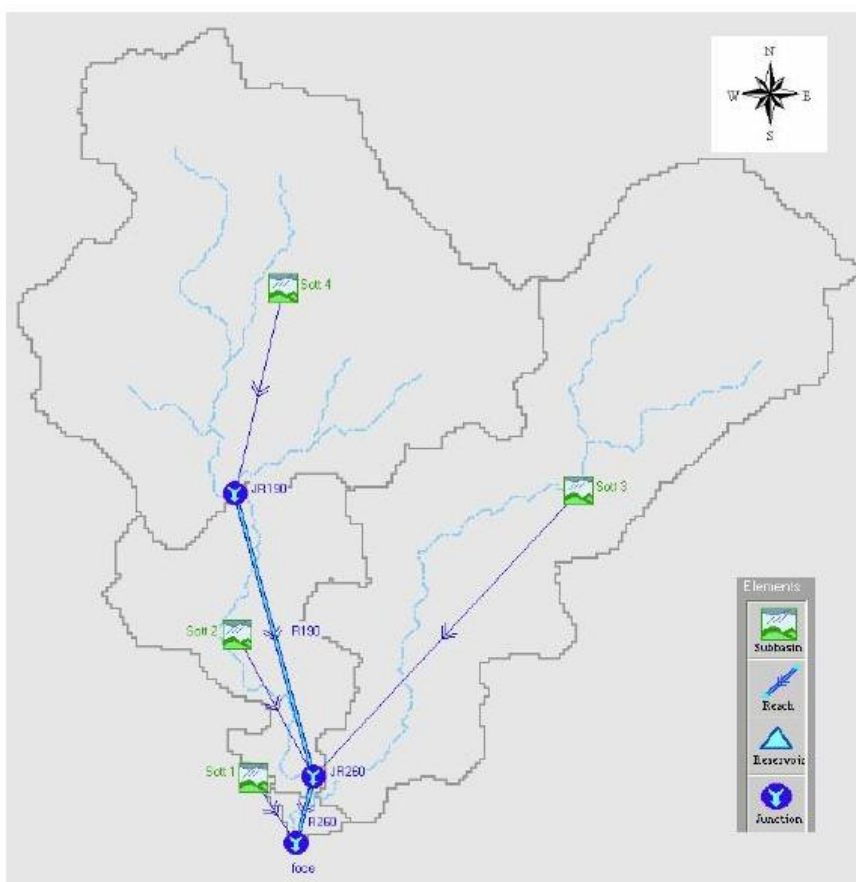 N
W E
S
Sott 4
JR190
Sott 3
Elements
Sott 2
R190
Subbasin
Reach
Reservoir
Sott 1
JR260
R260
Junction
foce